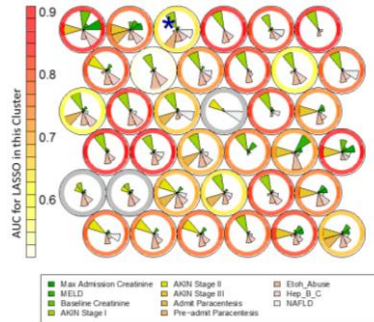 0.9
0.8
0.7
0.6
AUC for LASSO in this Cluster
*
Max Admission Creatinine
MELD
Baseline Creatinine
AKIN Stage I
AKIN Stage II
AKIN Stage III
Admit Paracentesis
Pre-admit Paracentesis
Etoh_Abuse
Hep_B_C
NAFLD